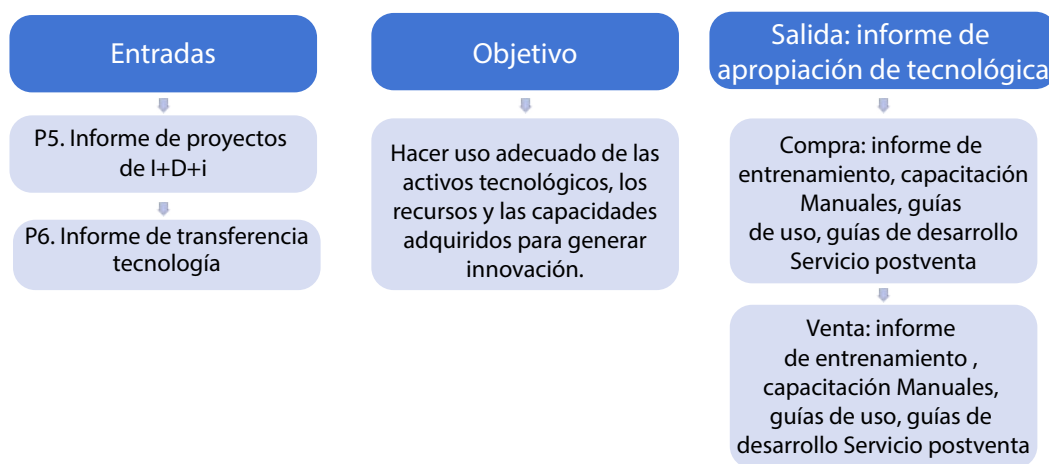 Entradas
P5. Informe de proyectos
de I+D+i
P6. Informe de transferencia
tecnología
Objetivo
Hacer uso adecuado de las
activos tecnológicos, los
recursos y las capacidades
adquiridos para generar
innovación.
Salida: informe de
apropiación de tecnológica
Compra: informe de
entrenamiento, capacitación
Manuales, guías
de uso, guías de desarrollo
Servicio postventa
Venta: informe
de entrenamiento ,
capacitación Manuales,
guías de uso, guías de
desarrollo Servicio postventa